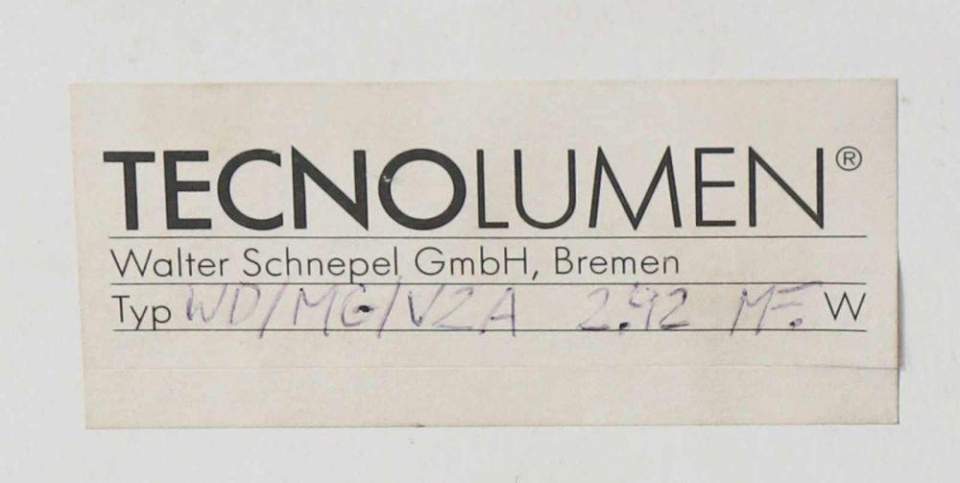 TECNOLUMEN®
Walter Schnepel GmbH, Bremen
Typ WD/MG/V2A 2.92 MF. W